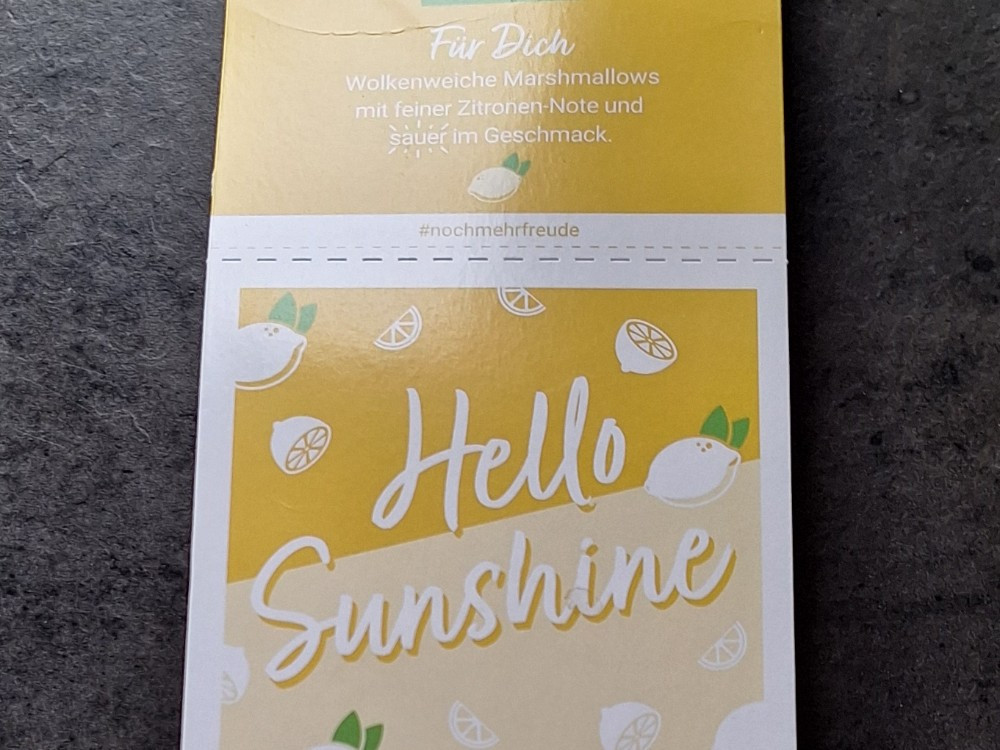 Für Dich
Wolkenweiche Marshmallows
mit feiner Zitronen-Note und
sauer im Geschmack.
#nochmehrfreude
Hello
Sunshine